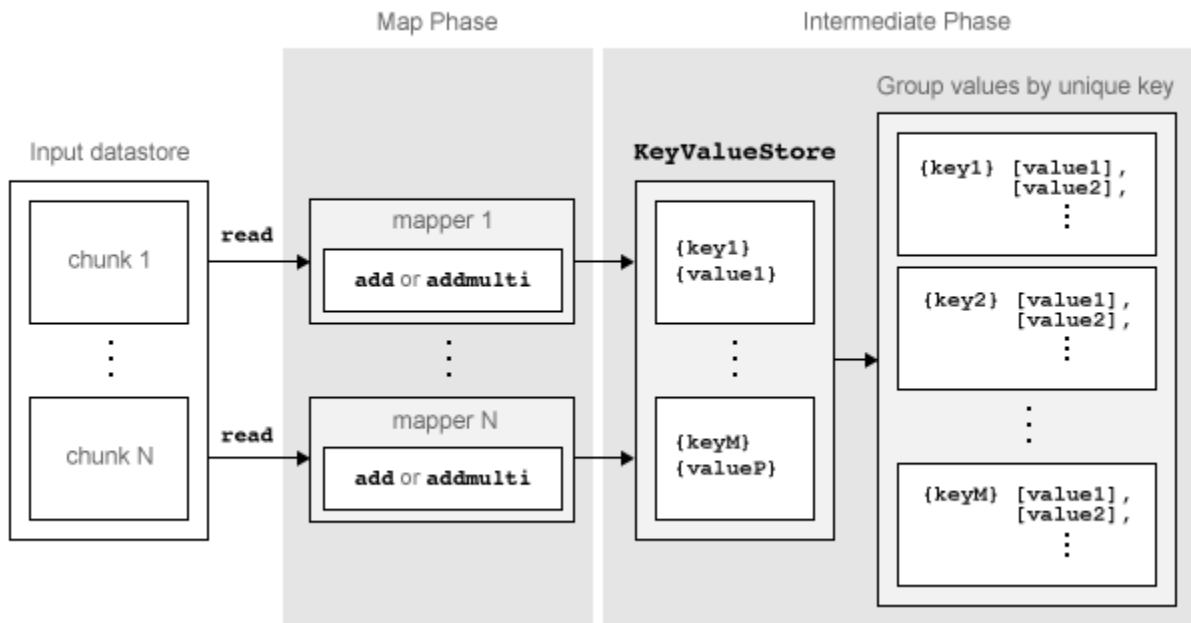 Map Phase
Intermediate Phase
Group values by unique key
Input datastore
KeyValueStore
chunk 1
read
mapper 1
add or addmulti
{key1}
{value1}
{key1} [value1],
[value2],
{key2} [value1],
[value2],
chunk N
read
mapper N
add or addmulti
{keyM}
{valueP}
{keyM} [value1],
[value2],